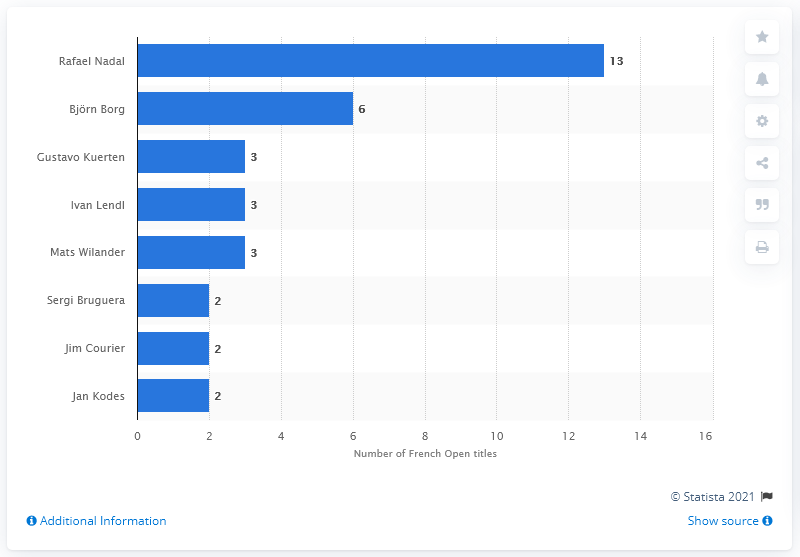 Rafael Nadal 13
Björn Borg 6
Gustavo Kuerten 3
Ivan Lendl 3
Mats Wilander 3
Sergi Bruguera 2
Jim Courier 2
Jan Kodes 2
0 2 4 6 8 10 12 14 16
Number of French Open titles
© Statista 2021
Additional Information Show source